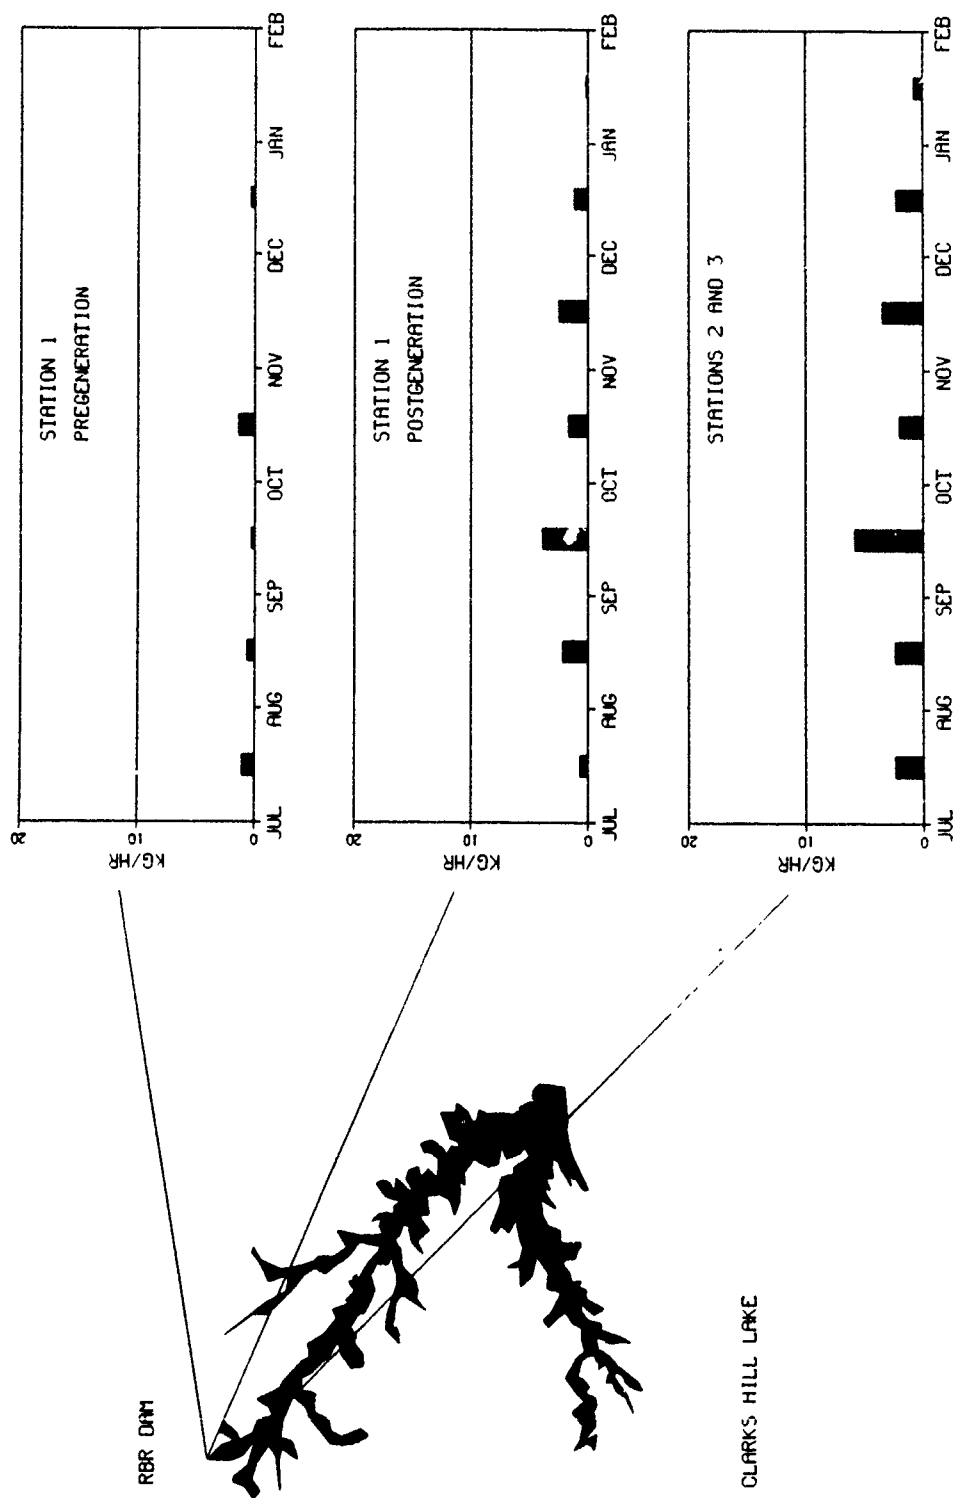 STATION 1
PREGENERATION
20
10
0
KG/HR
JUL AUG SEP OCT NOV DEC JAN FEB
STATION 1
POSTGENERATION
20
10
0
KG/HR
JUL AUG SEP OCT NOV DEC JAN FEB
STATIONS 2 AND 3
20
10
0
KG/HR
JUL AUG SEP OCT NOV DEC JAN FEB
RBR DAM
CLARKS HILL LAKE